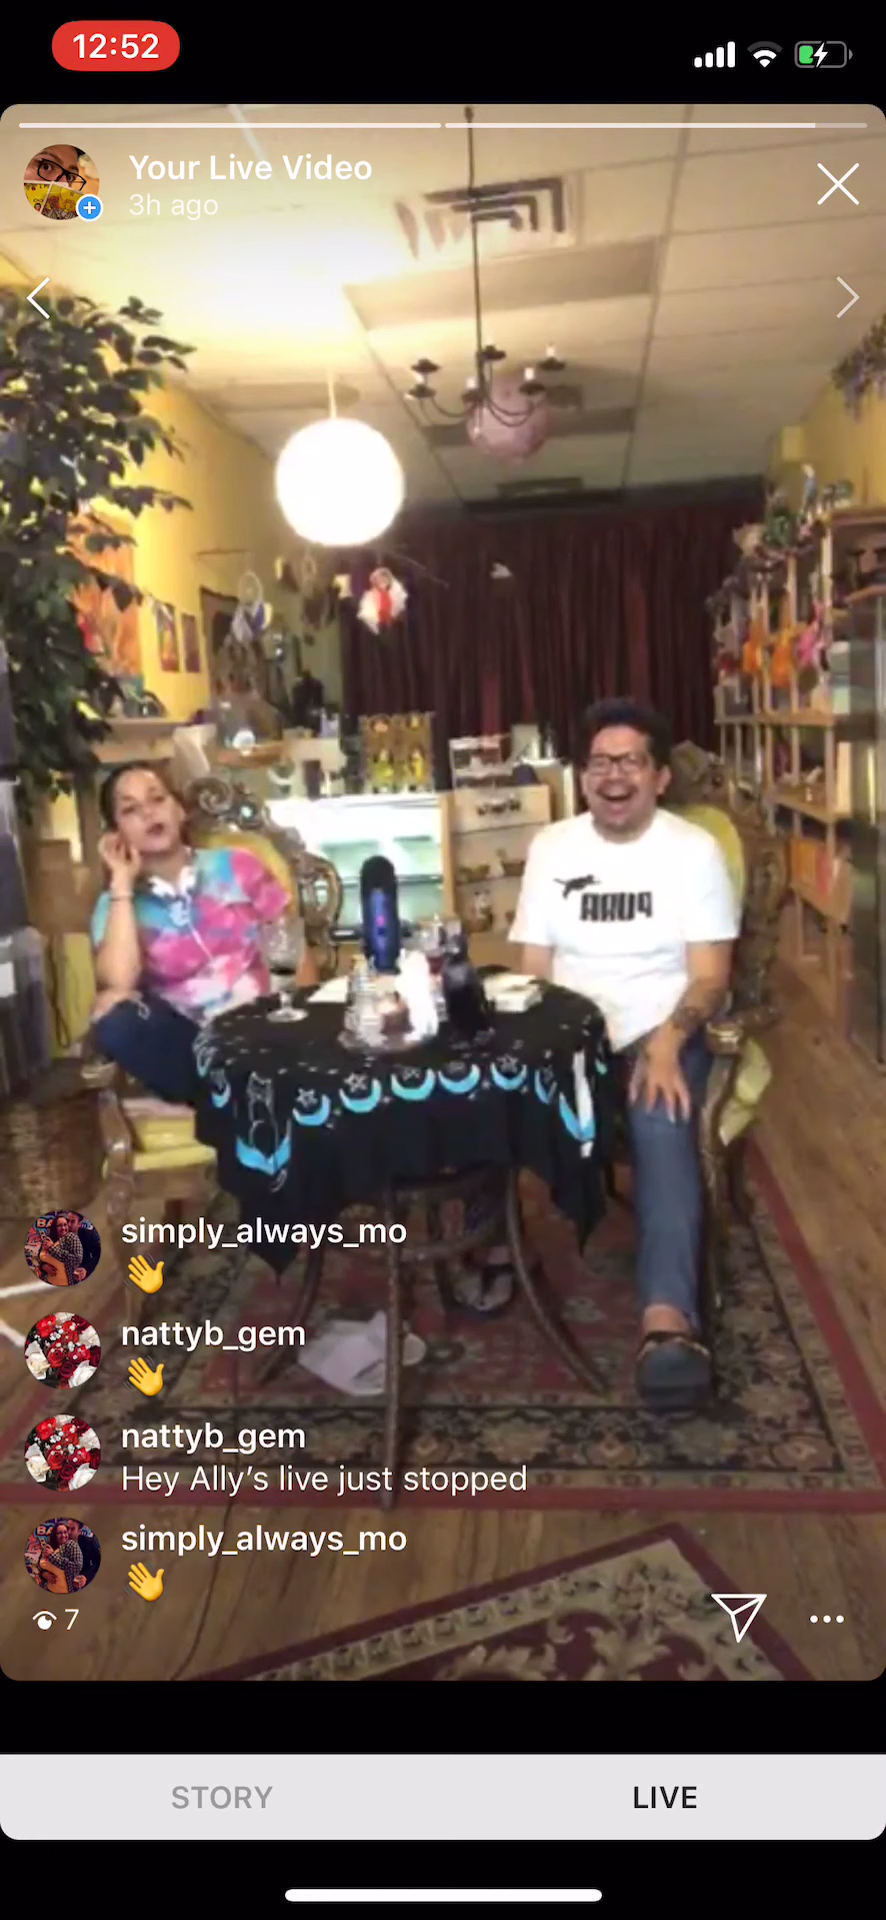 12:52
Your Live Video
3h ago
simply_always_mo
👋
nattyb_gem
👋
nattyb_gem
Hey Ally's live just stopped
simply_always_mo
👋
7
STORY
LIVE